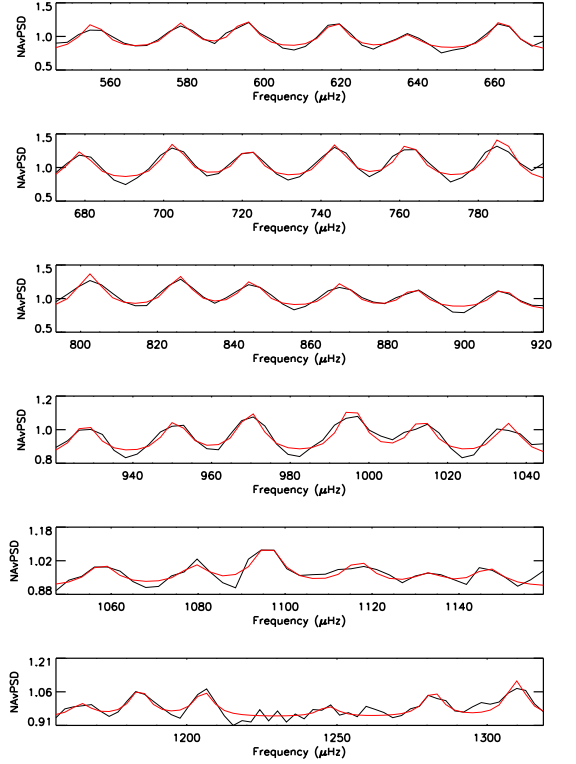 1.5
1.0
0.5
NAvPSD
560 580 600 620 640 660
Frequency (μHz)
1.5
1.0
0.5
NAvPSD
680 700 720 740 760 780
Frequency (μHz)
1.5
1.0
0.5
NAvPSD
800 820 840 860 880 900 920
Frequency (μHz)
1.2
1.0
0.8
NAvPSD
940 960 980 1000 1020 1040
Frequency (μHz)
1.18
1.02
0.88
NAvPSD
1060 1080 1100 1120 1140
Frequency (μHz)
1.21
1.06
0.91
NAvPSD
1200 1250 1300
Frequency (μHz)